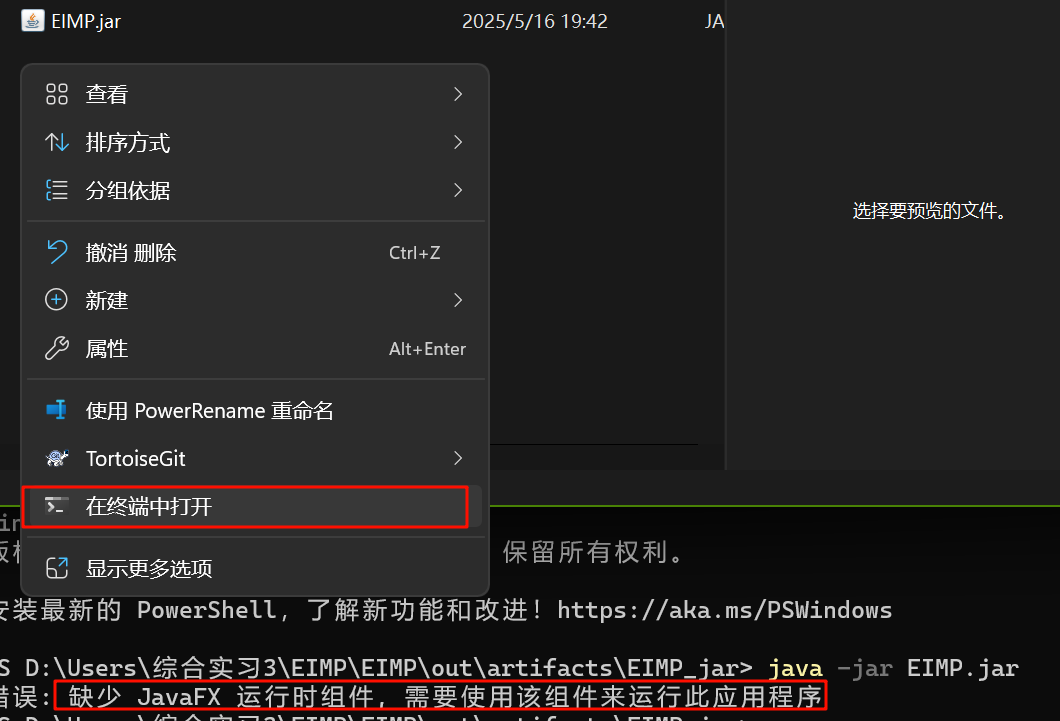 EIMP.jar 2025/5/16 19:42 JA
查看
排序方式
分组依据
撤消 删除 Ctrl+Z
新建
属性 Alt+Enter
使用 PowerRename 重命名
TortoiseGit
在终端中打开
显示更多选项
选择要预览的文件。
保留所有权利。
安装最新的 PowerShell，了解新功能和改进！https://aka.ms/PSWindows
PS D:\Users\综合实习3\EIMP\EIMP\out\artifacts\EIMP_jar> java -jar EIMP.jar
错误: 缺少 JavaFX 运行时组件, 需要使用该组件来运行此应用程序